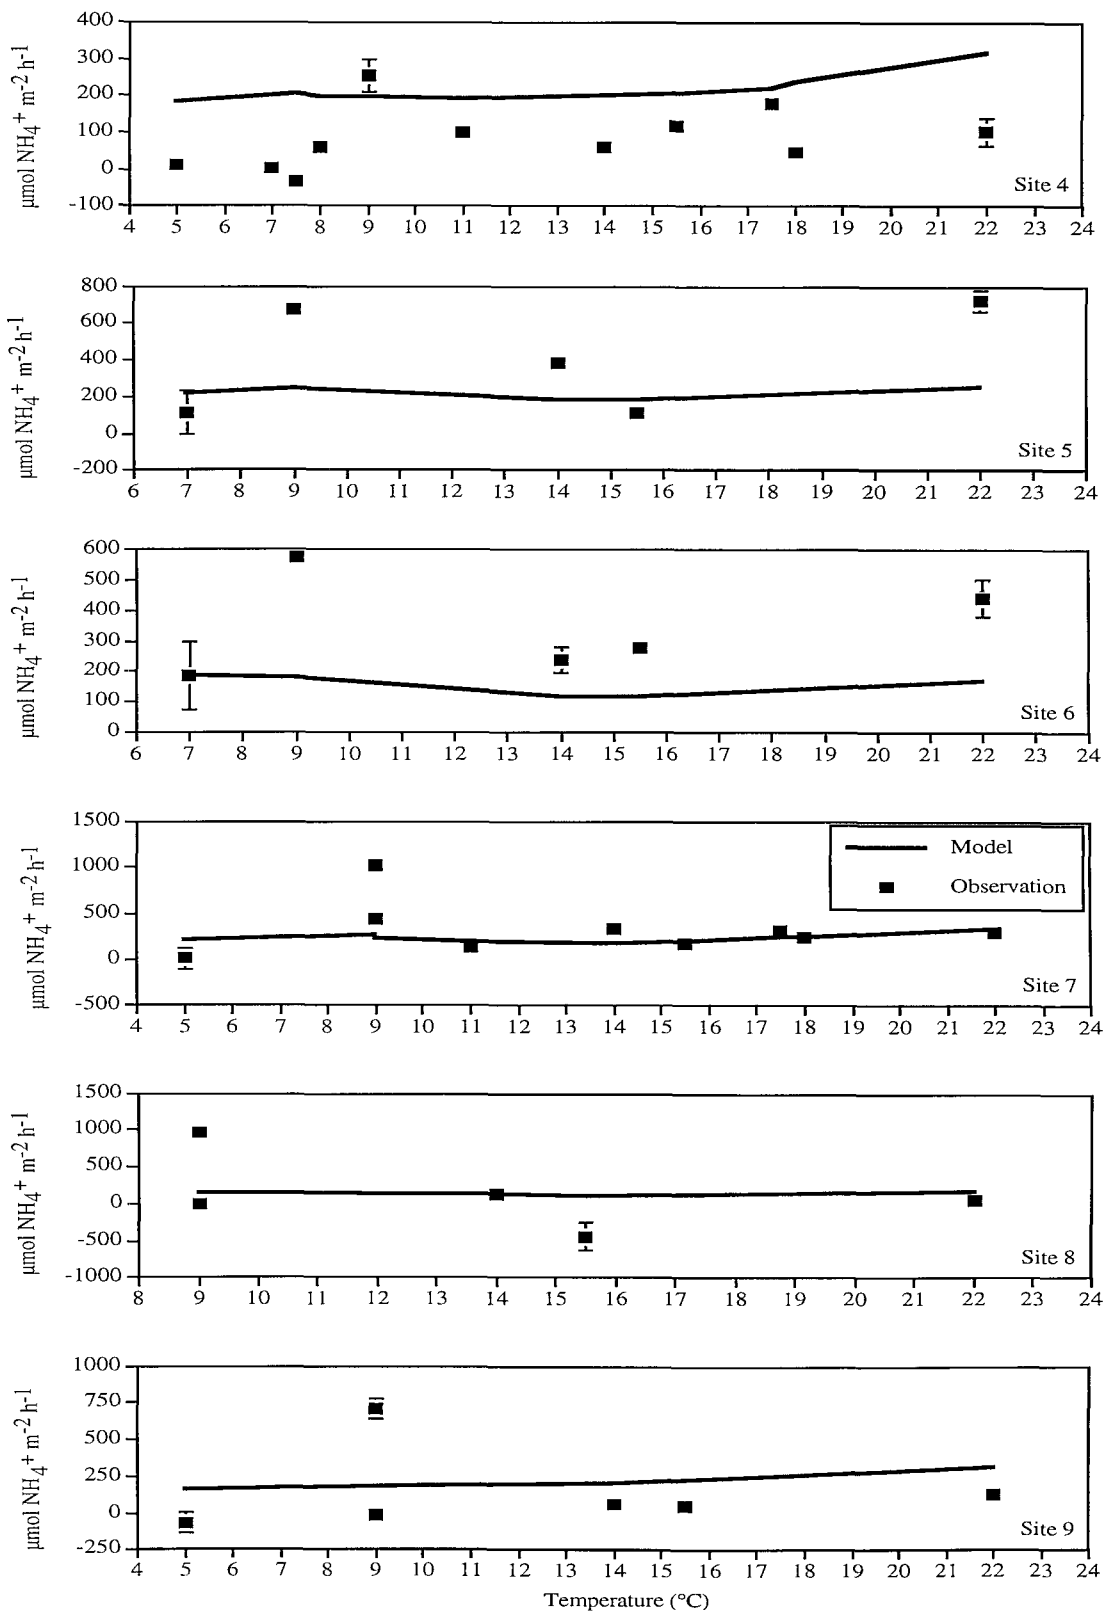 400
300
200
100
0
-100
µmol NH4+ m-2 h-1
Site 4
4 5 6 7 8 9 10 11 12 13 14 15 16 17 18 19 20 21 22 23 24
800
600
400
200
0
-200
µmol NH4+ m-2 h-1
Site 5
6 7 8 9 10 11 12 13 14 15 16 17 18 19 20 21 22 23 24
600
500
400
300
200
100
0
µmol NH4+ m-2 h-1
Site 6
6 7 8 9 10 11 12 13 14 15 16 17 18 19 20 21 22 23 24
1500
1000
500
0
-500
µmol NH4+ m-2 h-1
Model
Observation
Site 7
4 5 6 7 8 9 10 11 12 13 14 15 16 17 18 19 20 21 22 23 24
1500
1000
500
0
-500
-1000
µmol NH4+ m-2 h-1
Site 8
8 9 10 11 12 13 14 15 16 17 18 19 20 21 22 23 24
1000
750
500
250
0
-250
µmol NH4+ m-2 h-1
Site 9
4 5 6 7 8 9 10 11 12 13 14 15 16 17 18 19 20 21 22 23 24
Temperature (°C)